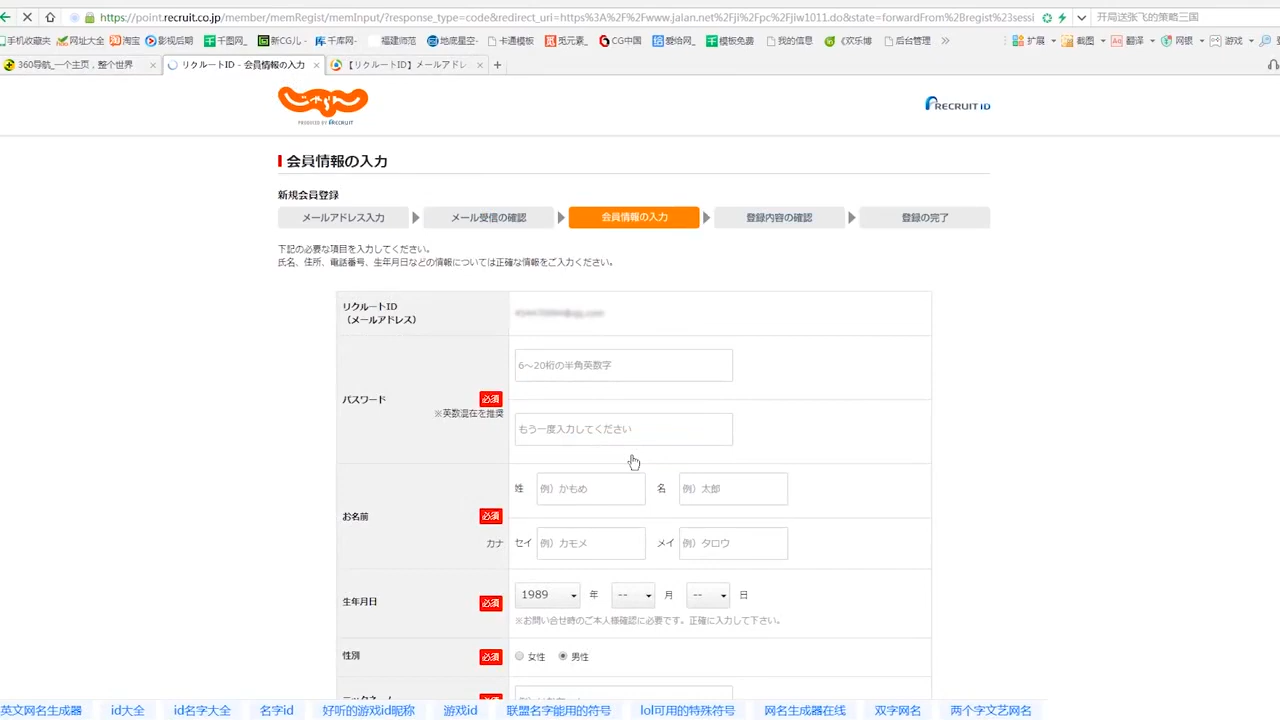 https://point.recruit.co.jp/member/memRegist/memInput/?response_type=code&redirect_uri=https%3A%2F%2Fwww.jalan.net%2Fji%2Fpc%2Fjiw1011.do&state=forwardFrom%2Bregist%23sessi
开局送张飞的策略三国
手机收藏夹 网址大全 淘宝 影视后期 千图网_ 新CG儿- 库_千库网- 福建师范 地底星空- 卡通模板 觅元素_ CG中国 爱给网_ 模板免费 我的信息 《欢乐博 后台管理 » 扩展 截图 翻译 网银 游戏
360导航_一个主页，整个世界 リクルートID - 会員情報の入力 【リクルートID】メールアドレ
じゃらん
PRODUCED BY RECRUIT
RECRUIT ID
会員情報の入力
新規会員登録
メールアドレス入力 メール受信の確認 会員情報の入力 登録内容の確認 登録の完了
下記の必要な項目を入力してください。
氏名、住所、電話番号、生年月日などの情報については正確な情報をご入力ください。
リクルートID
（メールアドレス）
6～20桁の半角英数字
パスワード 必須
※英数混在を推奨
もう一度入力してください
姓 例）かもめ 名 例）太郎
お名前 必須
カナ セイ 例）カモメ メイ 例）タロウ
生年月日 必須 1989 年 -- 月 -- 日
※お問い合せ時のご本人様確認に必要です。正確に入力して下さい。
性別 必須 女性 男性
英文网名生成器 id大全 id名字大全 名字id 好听的游戏id昵称 游戏id 联盟名字能用的符号 lol可用的特殊符号 网名生成器在线 双字网名 两个字文艺网名